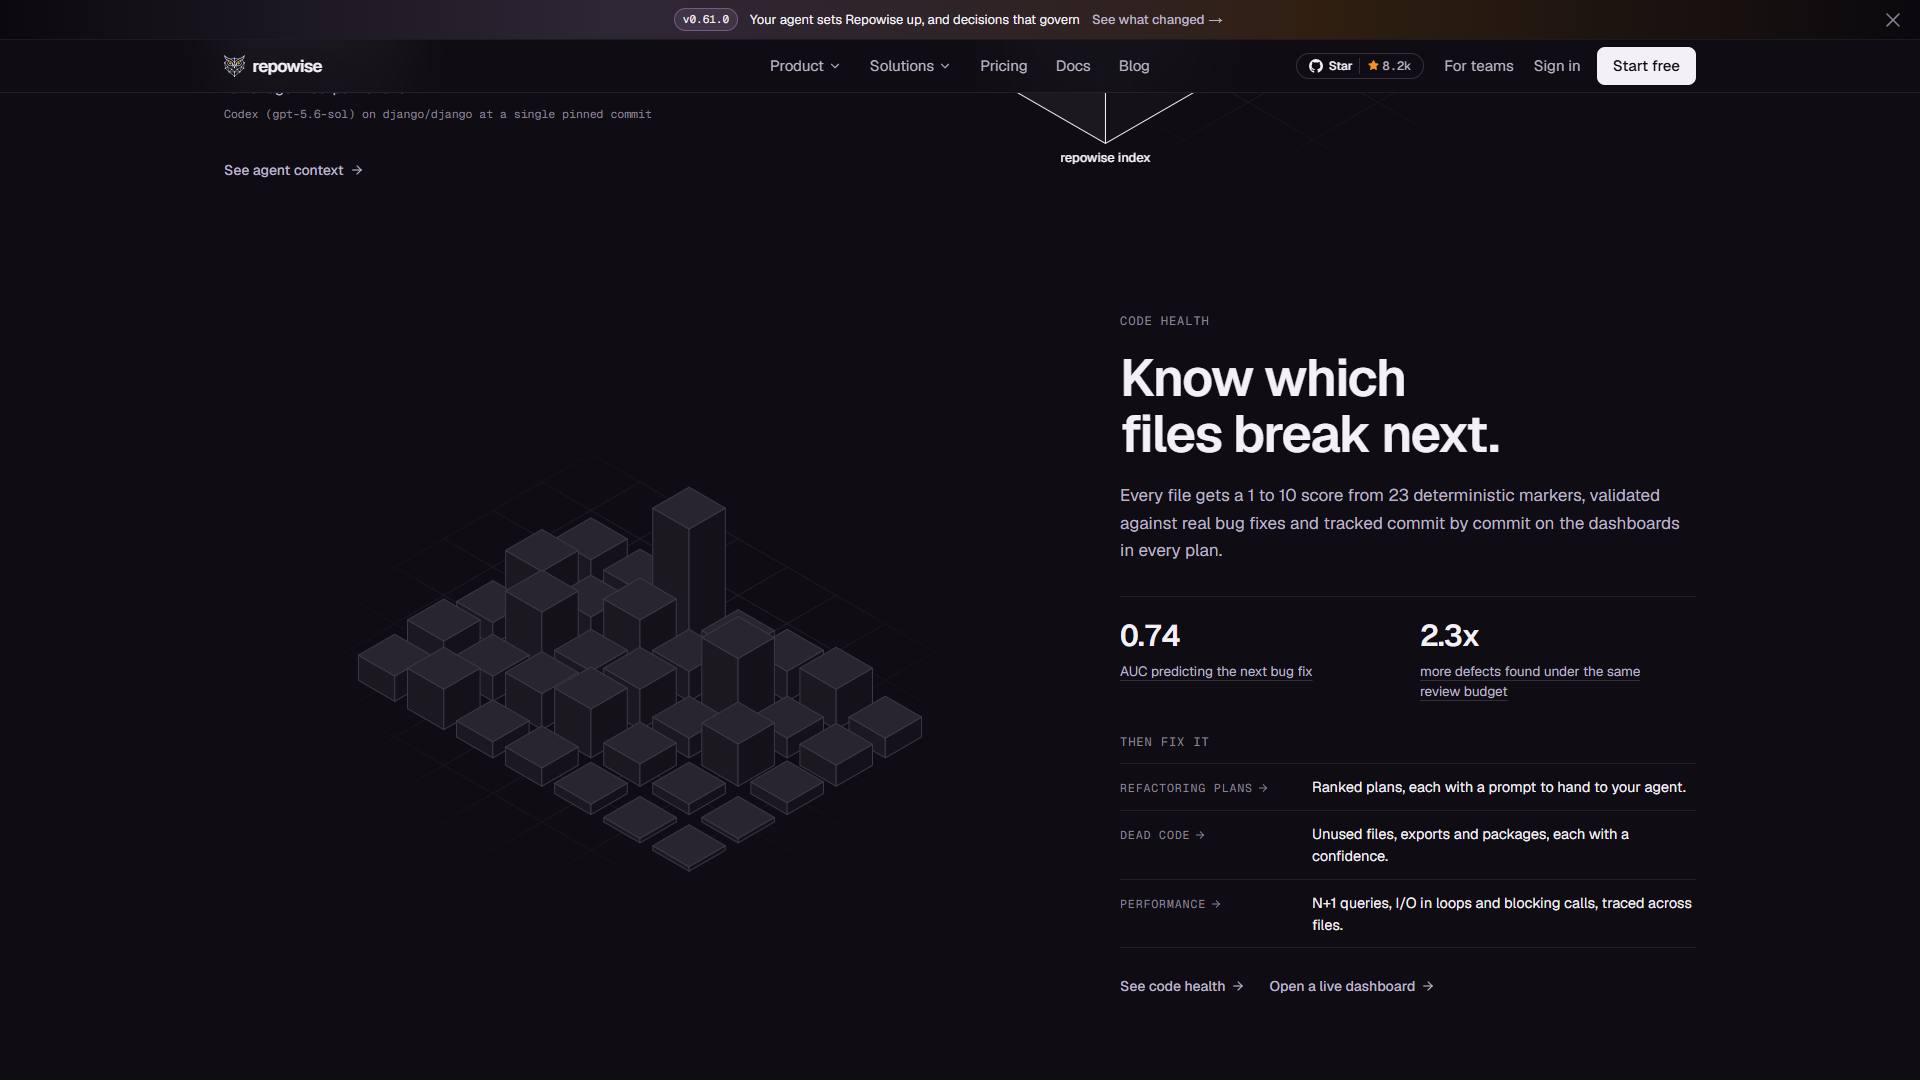 v0.61.0 Your agent sets Repowise up, and decisions that govern See what changed →
repowise
Product
Solutions
Pricing
Docs
Blog
Star 8.2k
For teams
Sign in
Start free
Codex (gpt-5.6-sol) on django/django at a single pinned commit
See agent context →
repowise index
CODE HEALTH
Know which
files break next.
Every file gets a 1 to 10 score from 23 deterministic markers, validated
against real bug fixes and tracked commit by commit on the dashboards
in every plan.
0.74
AUC predicting the next bug fix
2.3x
more defects found under the same
review budget
THEN FIX IT
REFACTORING PLANS →
Ranked plans, each with a prompt to hand to your agent.
DEAD CODE →
Unused files, exports and packages, each with a
confidence.
PERFORMANCE →
N+1 queries, I/O in loops and blocking calls, traced across
files.
See code health →
Open a live dashboard →